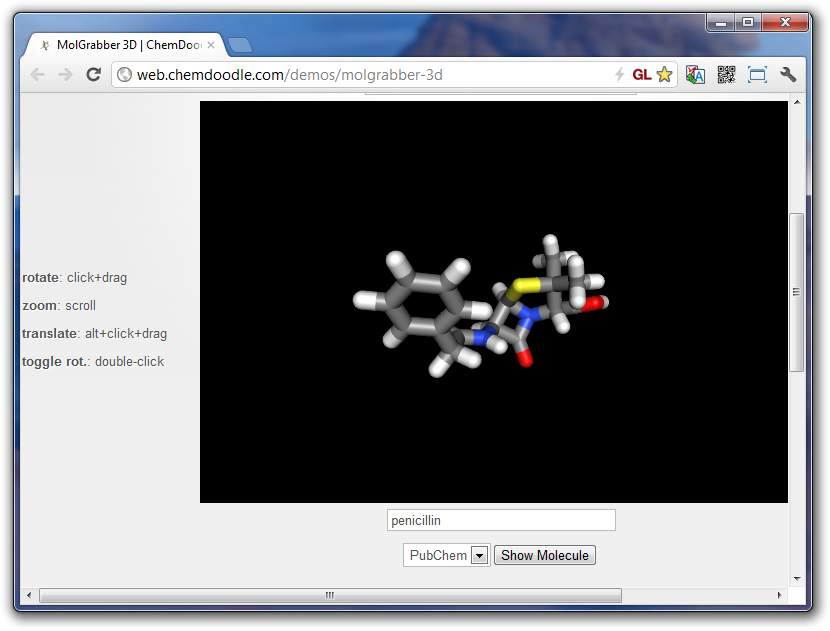 MolGrabber 3D | ChemDoo
web.chemdoodle.com/demos/molgrabber-3d
GL
rotate: click+drag
zoom: scroll
translate: alt+click+drag
toggle rot.: double-click
penicillin
PubChem
Show Molecule